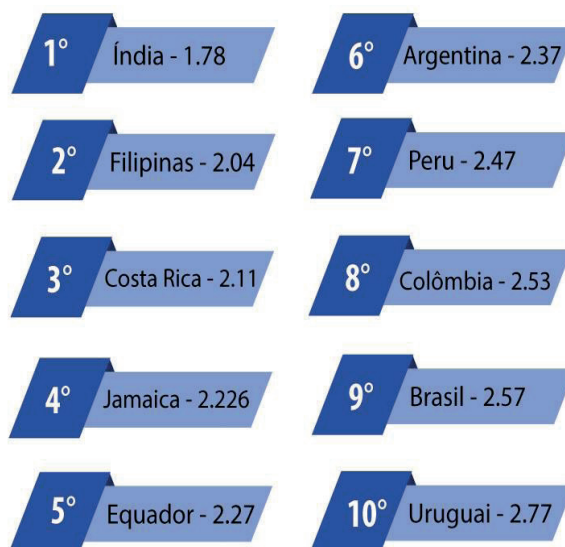 1° Índia - 1.78
2° Filipinas - 2.04
3° Costa Rica - 2.11
4° Jamaica - 2.226
5° Equador - 2.27
6° Argentina - 2.37
7° Peru - 2.47
8° Colômbia - 2.53
9° Brasil - 2.57
10° Uruguai - 2.77